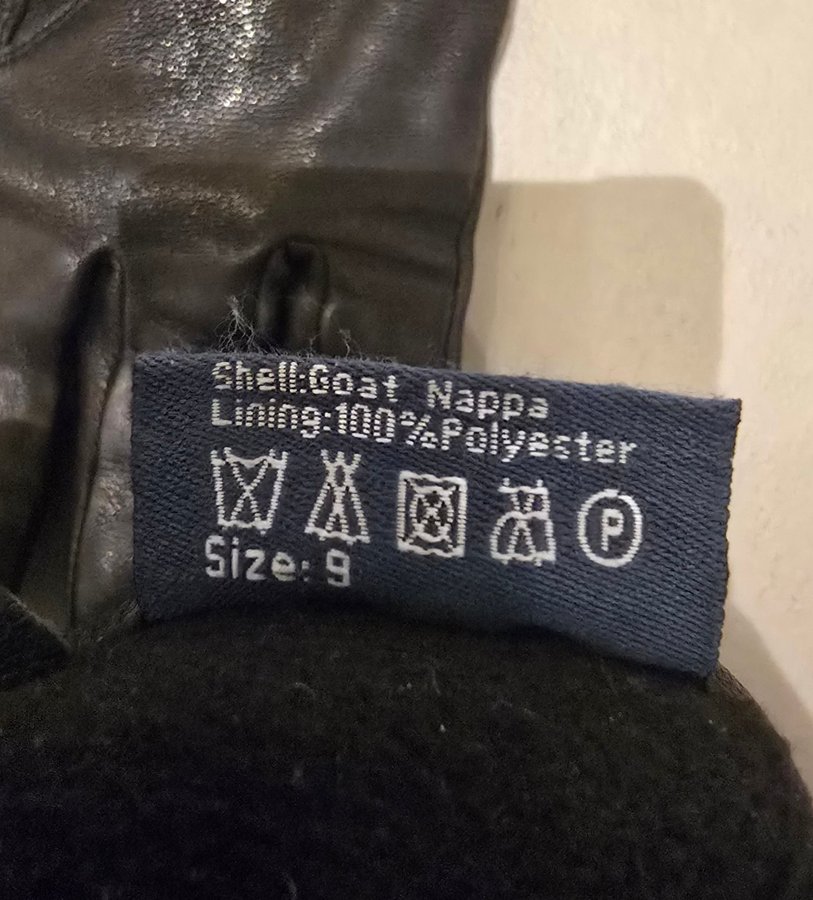 Shell:Goat Nappa
Lining:100%Polyester
P
Size: 9